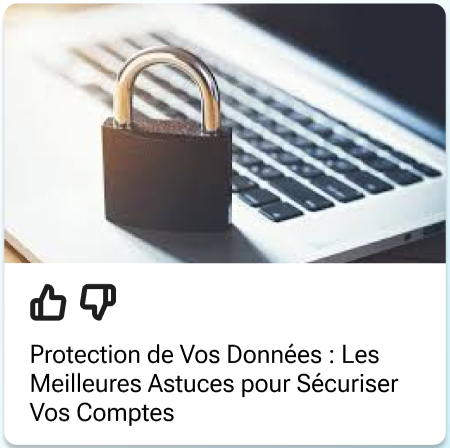 Protection de Vos Données : Les
Meilleures Astuces pour Sécuriser
Vos Comptes